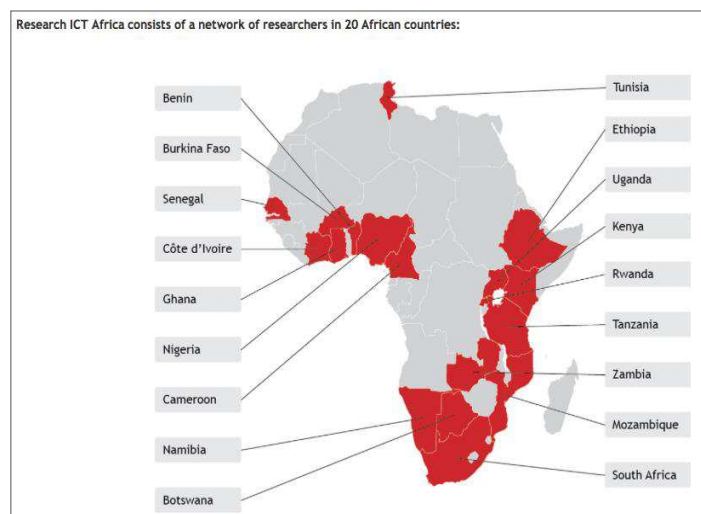 Research ICT Africa consists of a network of researchers in 20 African countries:
Benin
Burkina Faso
Senegal
Côte d’Ivoire
Ghana
Nigeria
Cameroon
Namibia
Botswana
Tunisia
Ethiopia
Uganda
Kenya
Rwanda
Tanzania
Zambia
Mozambique
South Africa